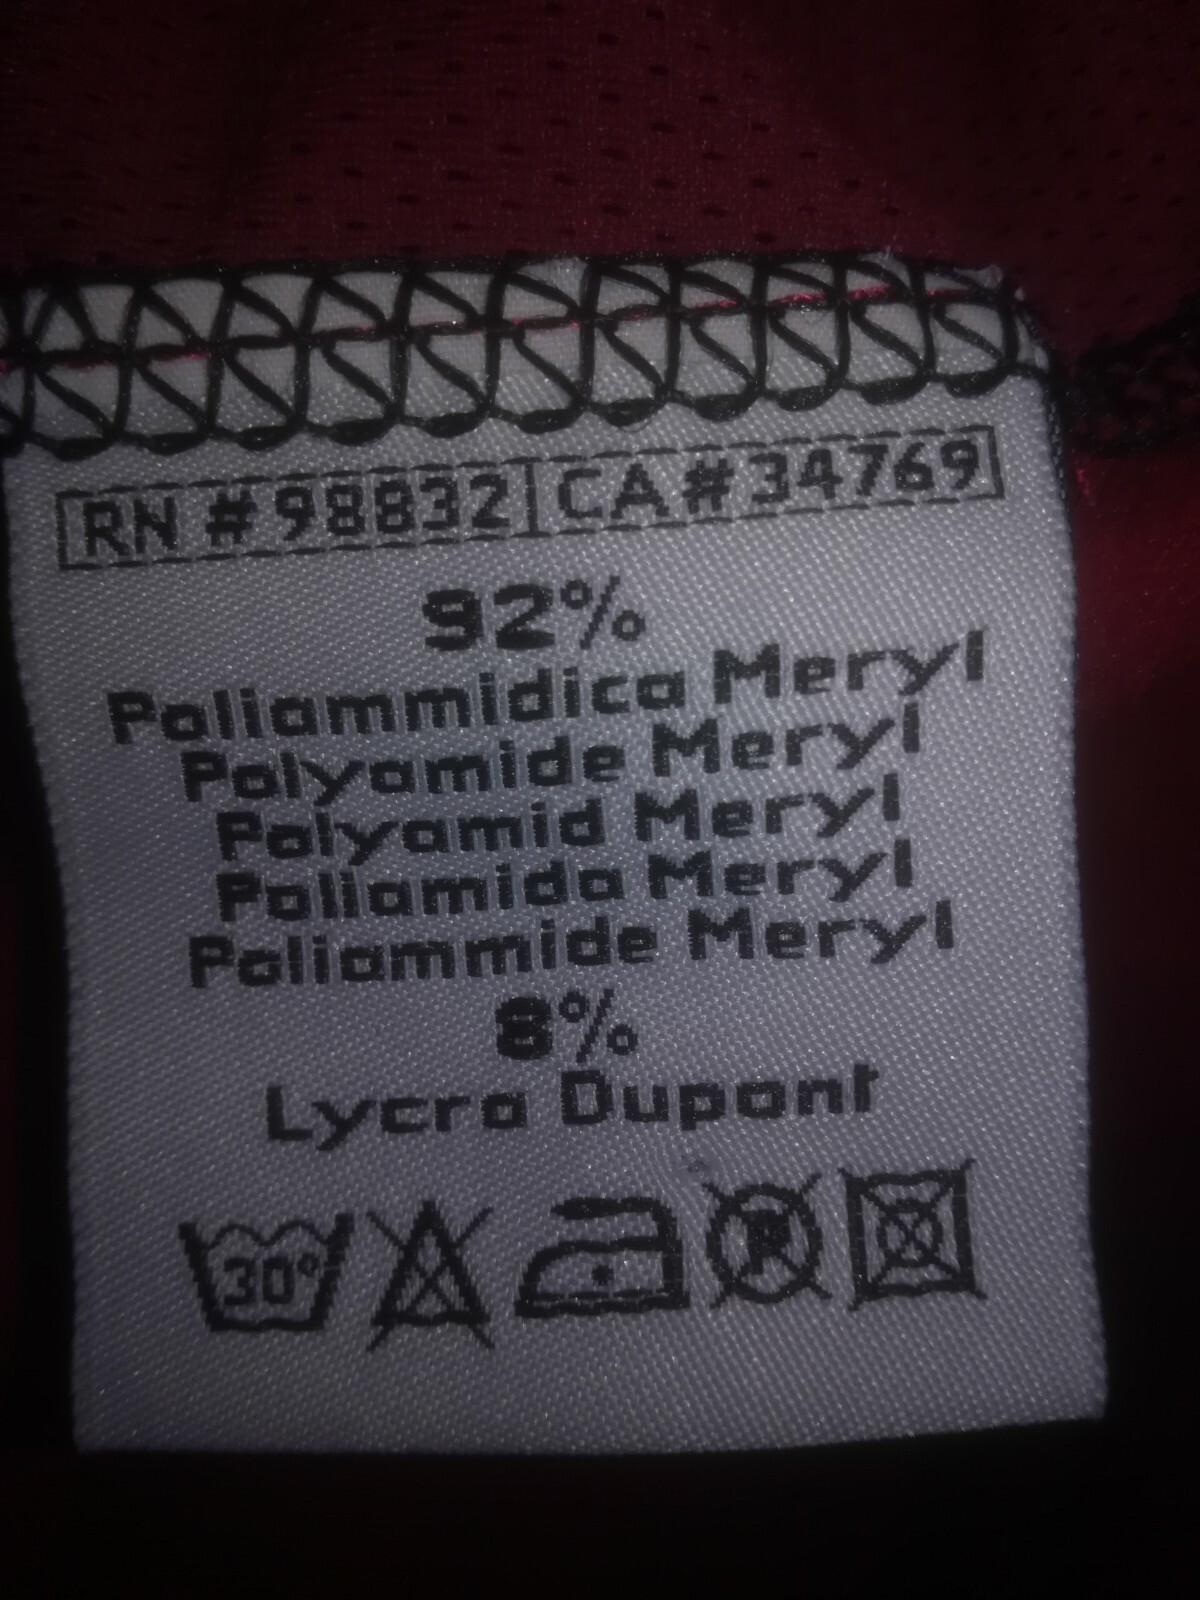 RN #98832 CA#34769
92%
Poliammidica Meryl
Polyamide Meryl
Polyamid Meryl
Poliamida Meryl
Poliammide Meryl
8%
Lycra Dupont
30° P